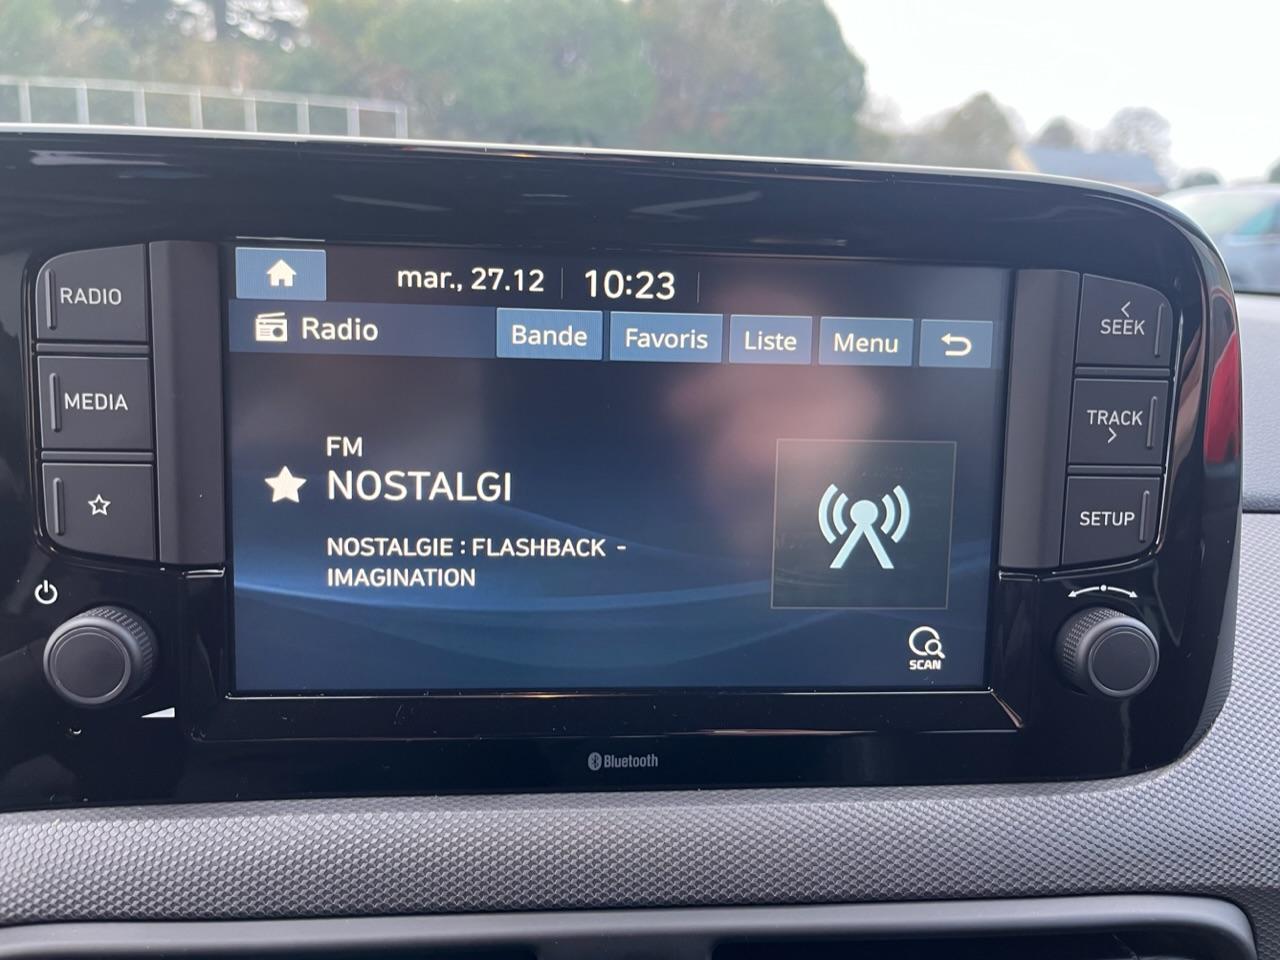 mar., 27.12 10:23
RADIO
Radio
Bande Favoris Liste Menu
SEEK
MEDIA
TRACK
FM
NOSTALGI
SETUP
NOSTALGIE : FLASHBACK -
IMAGINATION
SCAN
Bluetooth